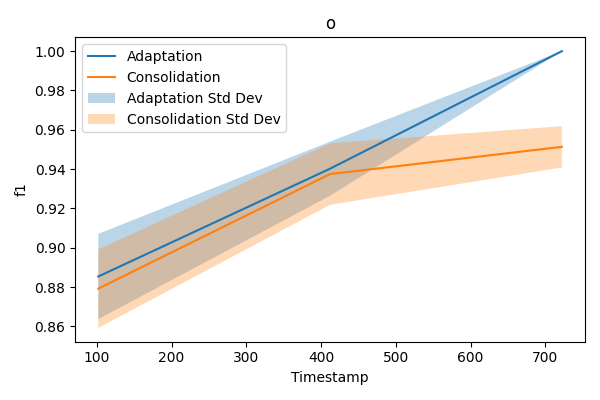 o
Adaptation
Consolidation
Adaptation Std Dev
Consolidation Std Dev
1.00
0.98
0.96
0.94
0.92
0.90
0.88
0.86
f1
100 200 300 400 500 600 700
Timestamp